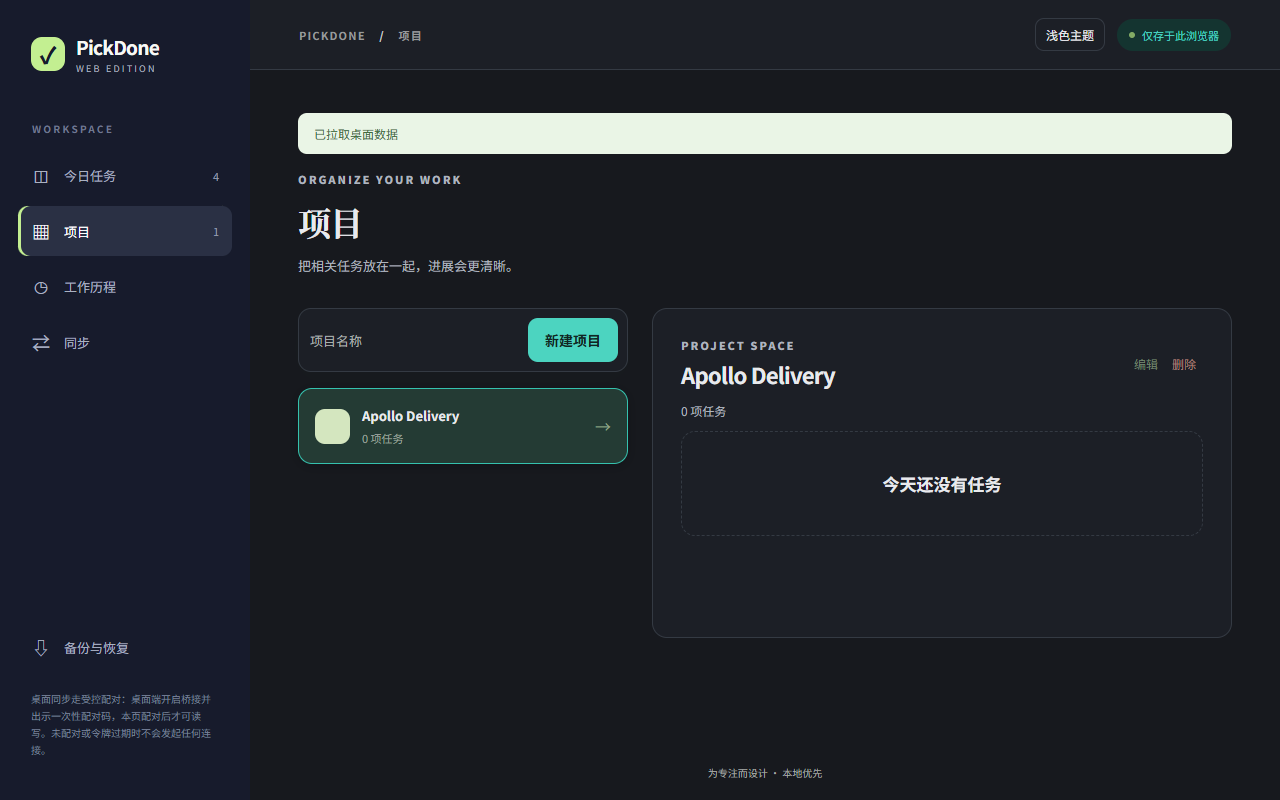 PickDone
WEB EDITION
WORKSPACE
今日任务 4
项目 1
工作历程
同步
备份与恢复
桌面同步走受控配对：桌面端开启桥接并
出示一次性配对码，本页配对后才可读
写。未配对或令牌过期时不会发起任何连
接。
PICKDONE / 项目
浅色主题
仅存于此浏览器
已拉取桌面数据
ORGANIZE YOUR WORK
项目
把相关任务放在一起，进展会更清晰。
项目名称
新建项目
Apollo Delivery
0 项任务
PROJECT SPACE
Apollo Delivery
编辑 删除
0 项任务
今天还没有任务
为专注而设计 · 本地优先